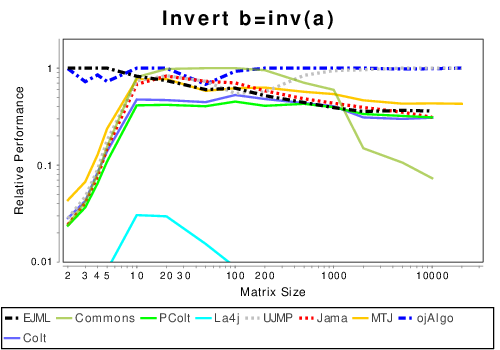 Invert b=inv(a)
Relative Performance
1
0.1
0.01
2 3 4 5 10 20 30 100 200 1000 10000
Matrix Size
EJML Commons PColt La4j UJMP Jama MTJ ojAlgo
Colt